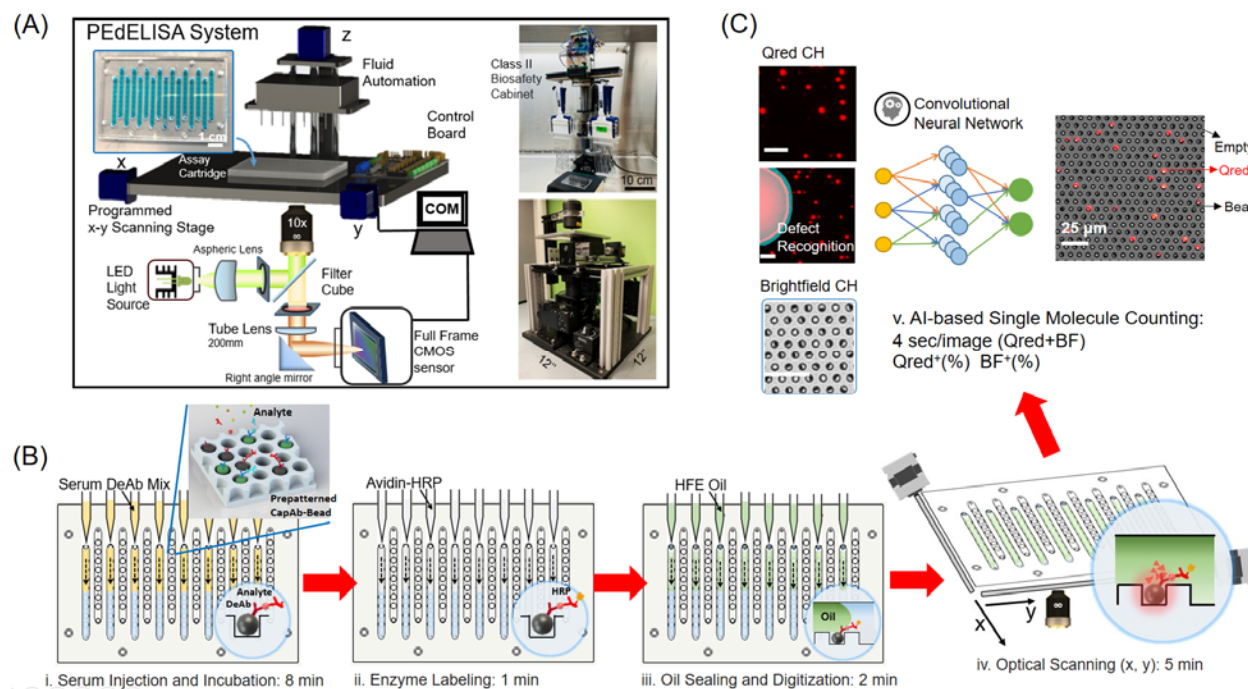 (A)
PEdELISA System
z
Fluid
Automation
1 cm
Control
Board
x
Assay
Cartridge
Programmed
x-y Scanning Stage
y
COM
10x
∞
Aspheric Lens
LED
Light
Source
Filter
Cube
Tube Lens
200mm
Full Frame
CMOS
sensor
Right angle mirror
Class II
Biosafety
Cabinet
10 cm
12"
12"
(C)
Qred CH
Convolutional
Neural Network
Defect
Recognition
Brightfield CH
Empty
Qred
Bea
25 µm
v. AI-based Single Molecule Counting:
4 sec/image (Qred+BF)
Qred⁺(%) BF⁺(%)
(B)
Analyte
Prepatterned
CapAb-Bead
Serum DeAb Mix
Analyte
DeAb
i. Serum Injection and Incubation: 8 min
Avidin-HRP
HRP
ii. Enzyme Labeling: 1 min
HFE Oil
Oil
iii. Oil Sealing and Digitization: 2 min
x
y
∞
iv. Optical Scanning (x, y): 5 min